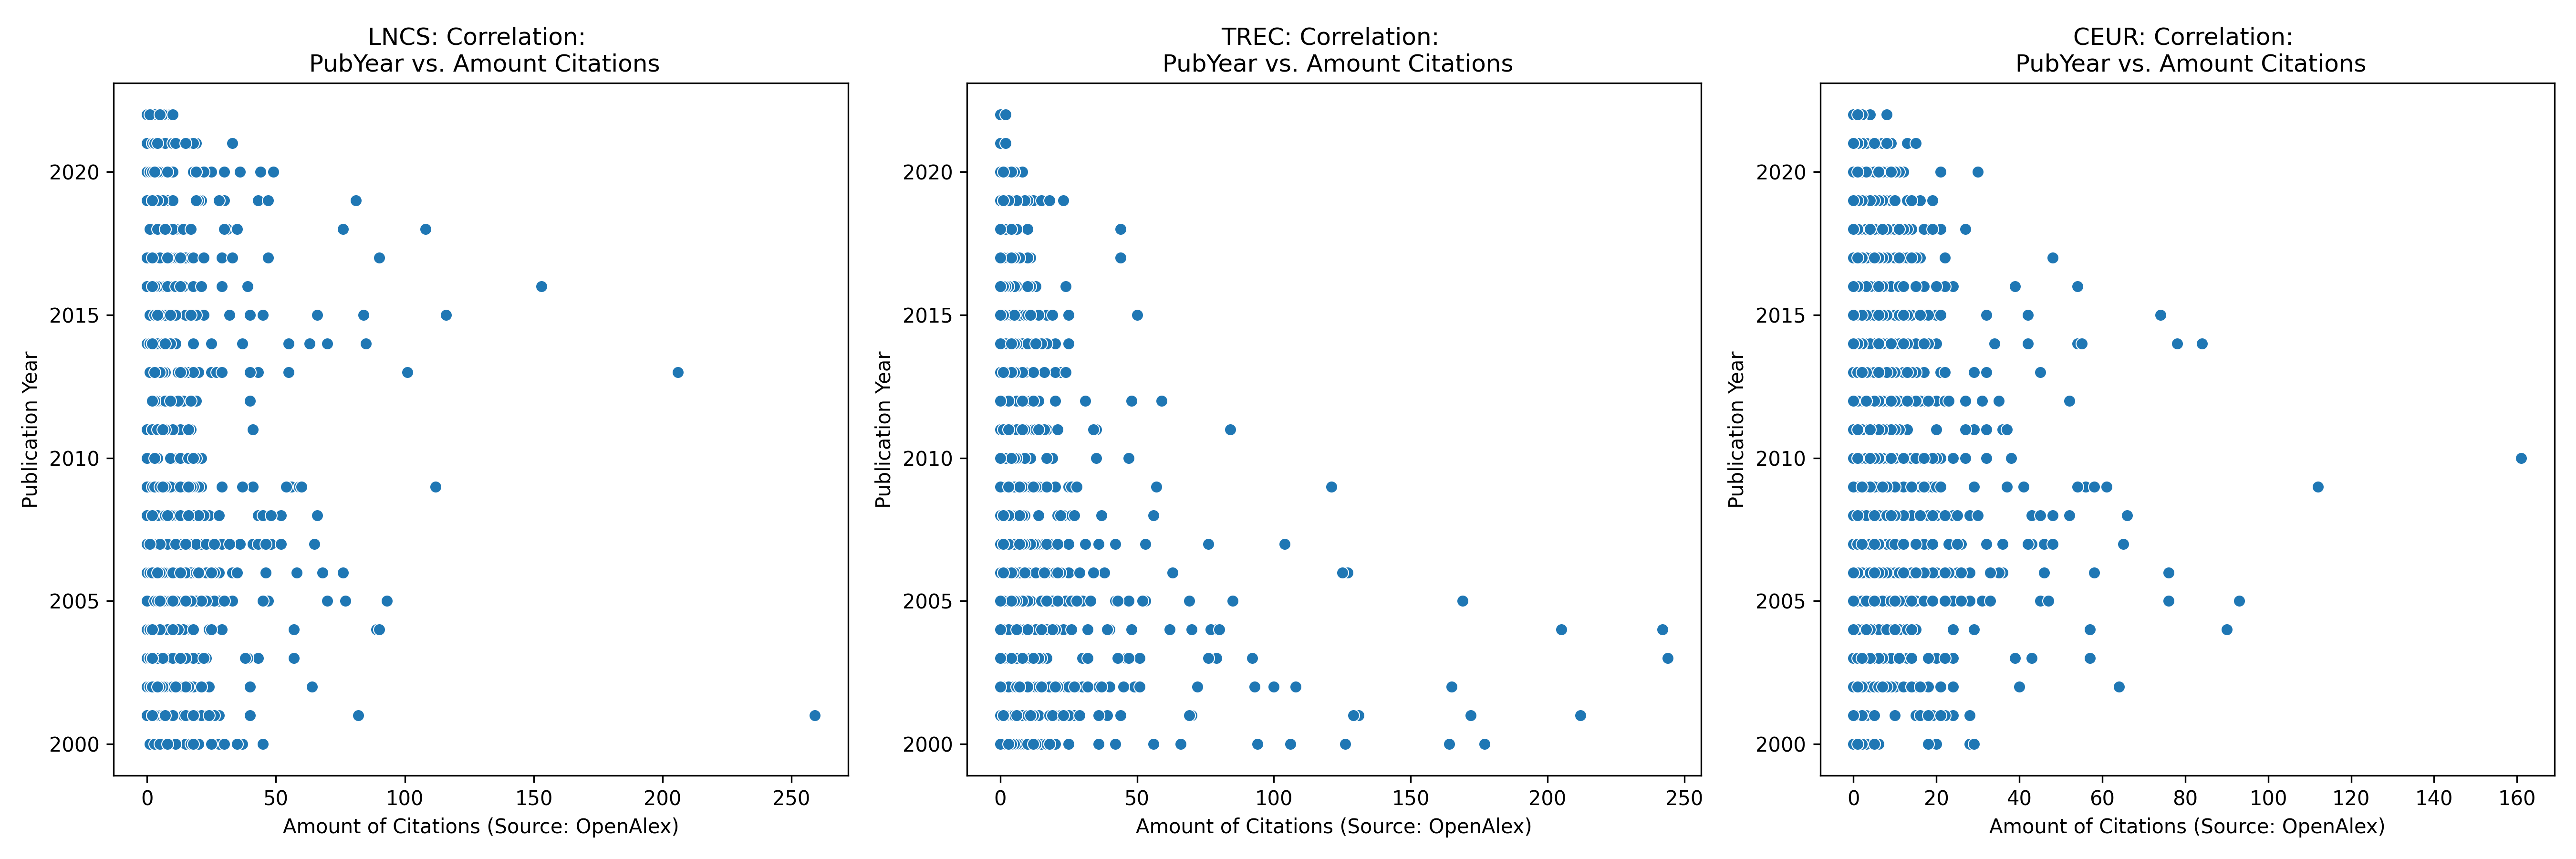 LNCS: Correlation:
PubYear vs. Amount Citations
2020
2015
2010
2005
2000
Publication Year
0 50 100 150 200 250
Amount of Citations (Source: OpenAlex)
TREC: Correlation:
PubYear vs. Amount Citations
2020
2015
2010
2005
2000
Publication Year
0 50 100 150 200 250
Amount of Citations (Source: OpenAlex)
CEUR: Correlation:
PubYear vs. Amount Citations
2020
2015
2010
2005
2000
Publication Year
0 20 40 60 80 100 120 140 160
Amount of Citations (Source: OpenAlex)